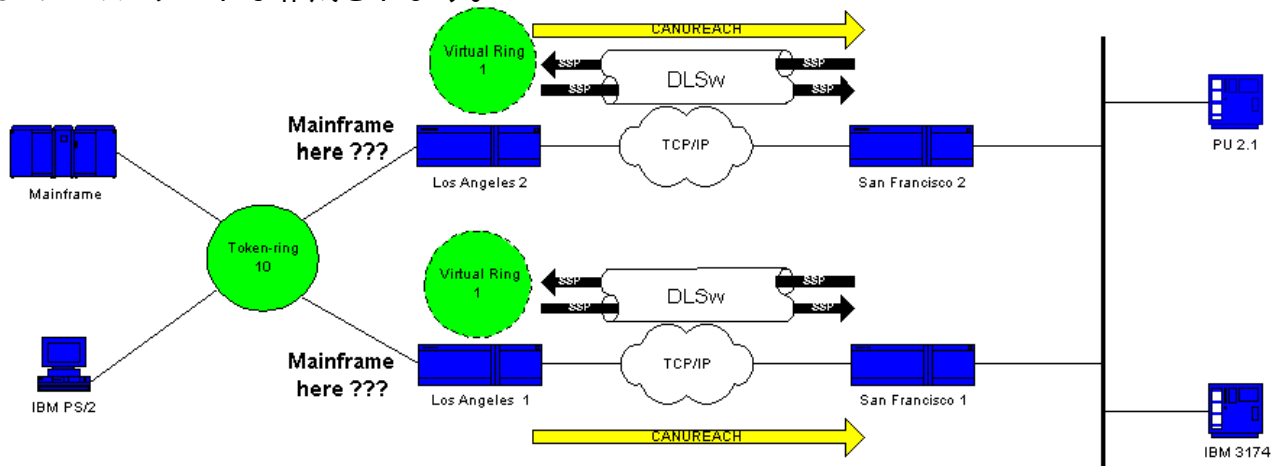 CANUREACH
Virtual Ring
1
SSP
SSP
DLSw
SSP
SSP
Mainframe
here ???
TCP/IP
PU 2.1
Mainframe
Los Angeles 2
San Francisco 2
Token-ring
10
Virtual Ring
1
SSP
SSP
DLSw
SSP
SSP
Mainframe
here ???
TCP/IP
IBM PS/2
Los Angeles 1
San Francisco 1
CANUREACH
IBM 3174